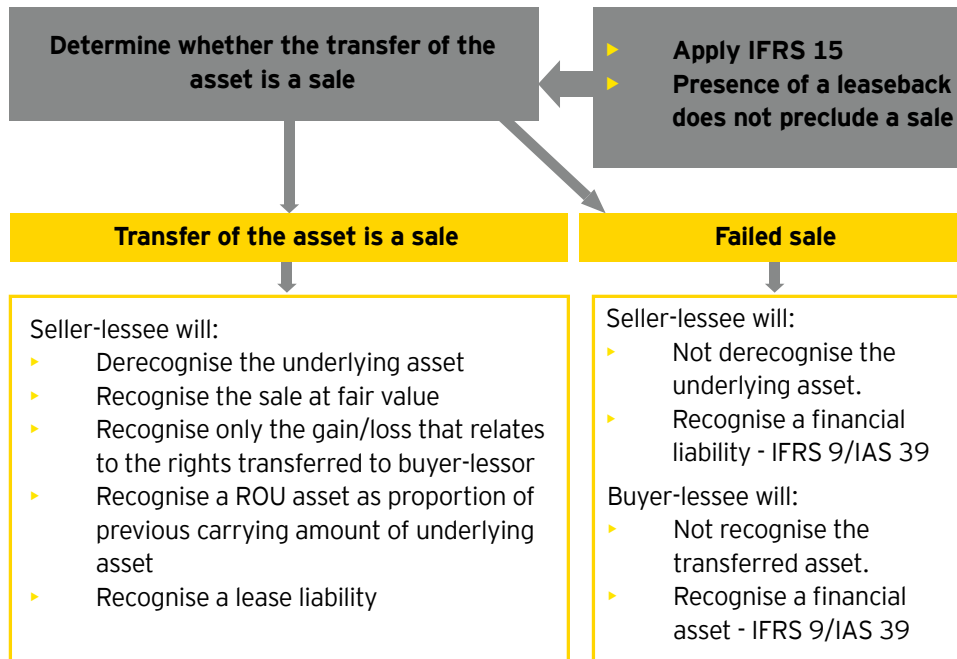 Determine whether the transfer of the
asset is a sale
Apply IFRS 15
Presence of a leaseback
does not preclude a sale
Transfer of the asset is a sale
Seller-lessee will:
Derecognise the underlying asset
Recognise the sale at fair value
Recognise only the gain/loss that relates
to the rights transferred to buyer-lessor
Recognise a ROU asset as proportion of
previous carrying amount of underlying
asset
Recognise a lease liability
Failed sale
Seller-lessee will:
Not derecognise the
underlying asset.
Recognise a financial
liability - IFRS 9/IAS 39
Buyer-lessee will:
Not recognise the
transferred asset.
Recognise a financial
asset - IFRS 9/IAS 39